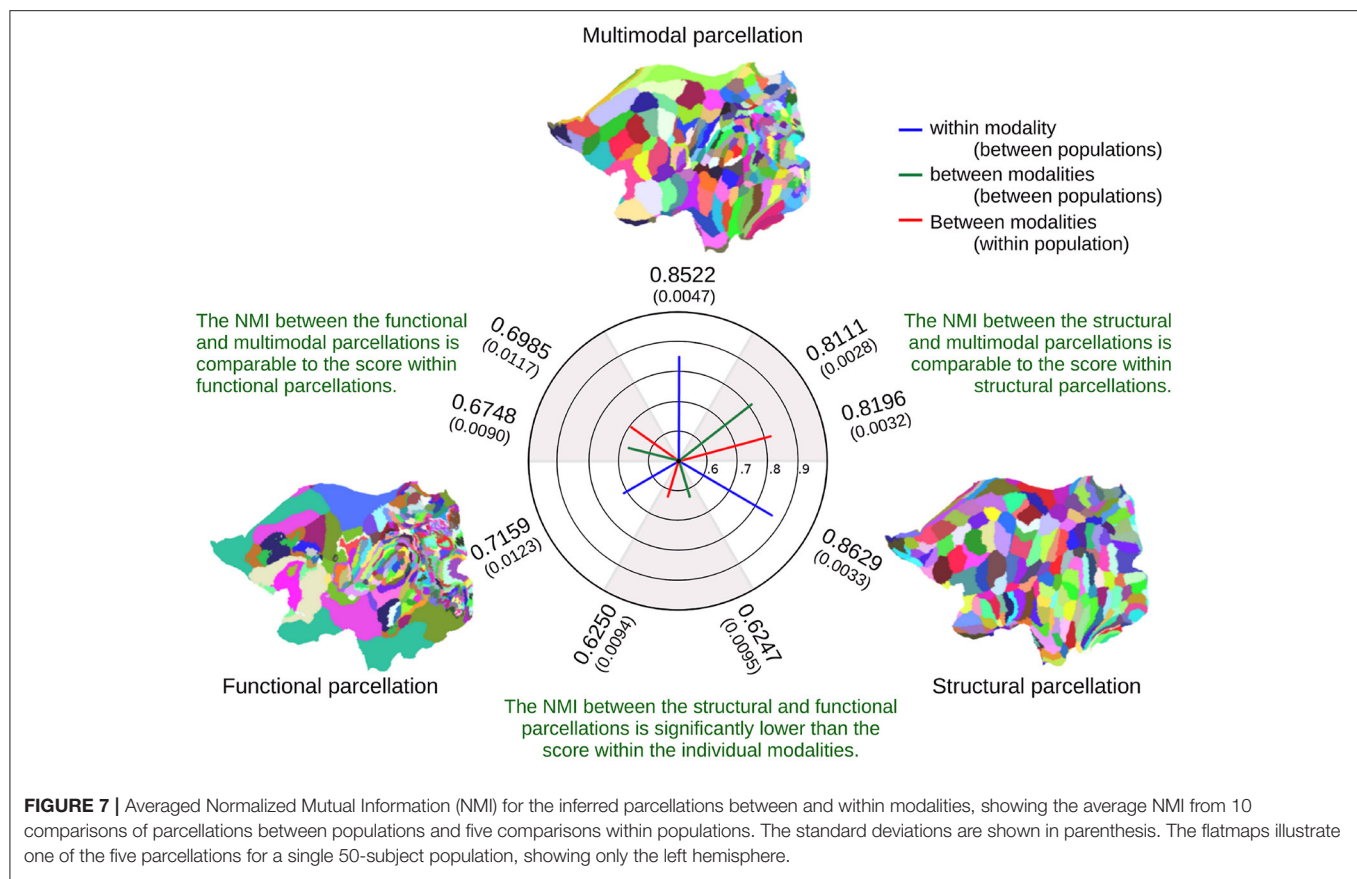 Multimodal parcellation
within modality
(between populations)
between modalities
(between populations)
Between modalities
(within population)
0.8522
(0.0047)
The NMI between the functional
and multimodal parcellations is
comparable to the score within
functional parcellations.
0.6985
(0.0117)
0.8111
(0.0028)
The NMI between the structural
and multimodal parcellations is
comparable to the score within
structural parcellations.
0.6748
(0.0090)
0.8196
(0.0032)
.6 .7 .8 .9
0.7159
(0.0123)
0.8629
(0.0033)
0.6250
(0.0094)
0.6247
(0.0095)
Functional parcellation
Structural parcellation
The NMI between the structural and functional
parcellations is significantly lower than the
score within the individual modalities.
FIGURE 7 | Averaged Normalized Mutual Information (NMI) for the inferred parcellations between and within modalities, showing the average NMI from 10
comparisons of parcellations between populations and five comparisons within populations. The standard deviations are shown in parenthesis. The flatmaps illustrate
one of the five parcellations for a single 50-subject population, showing only the left hemisphere.